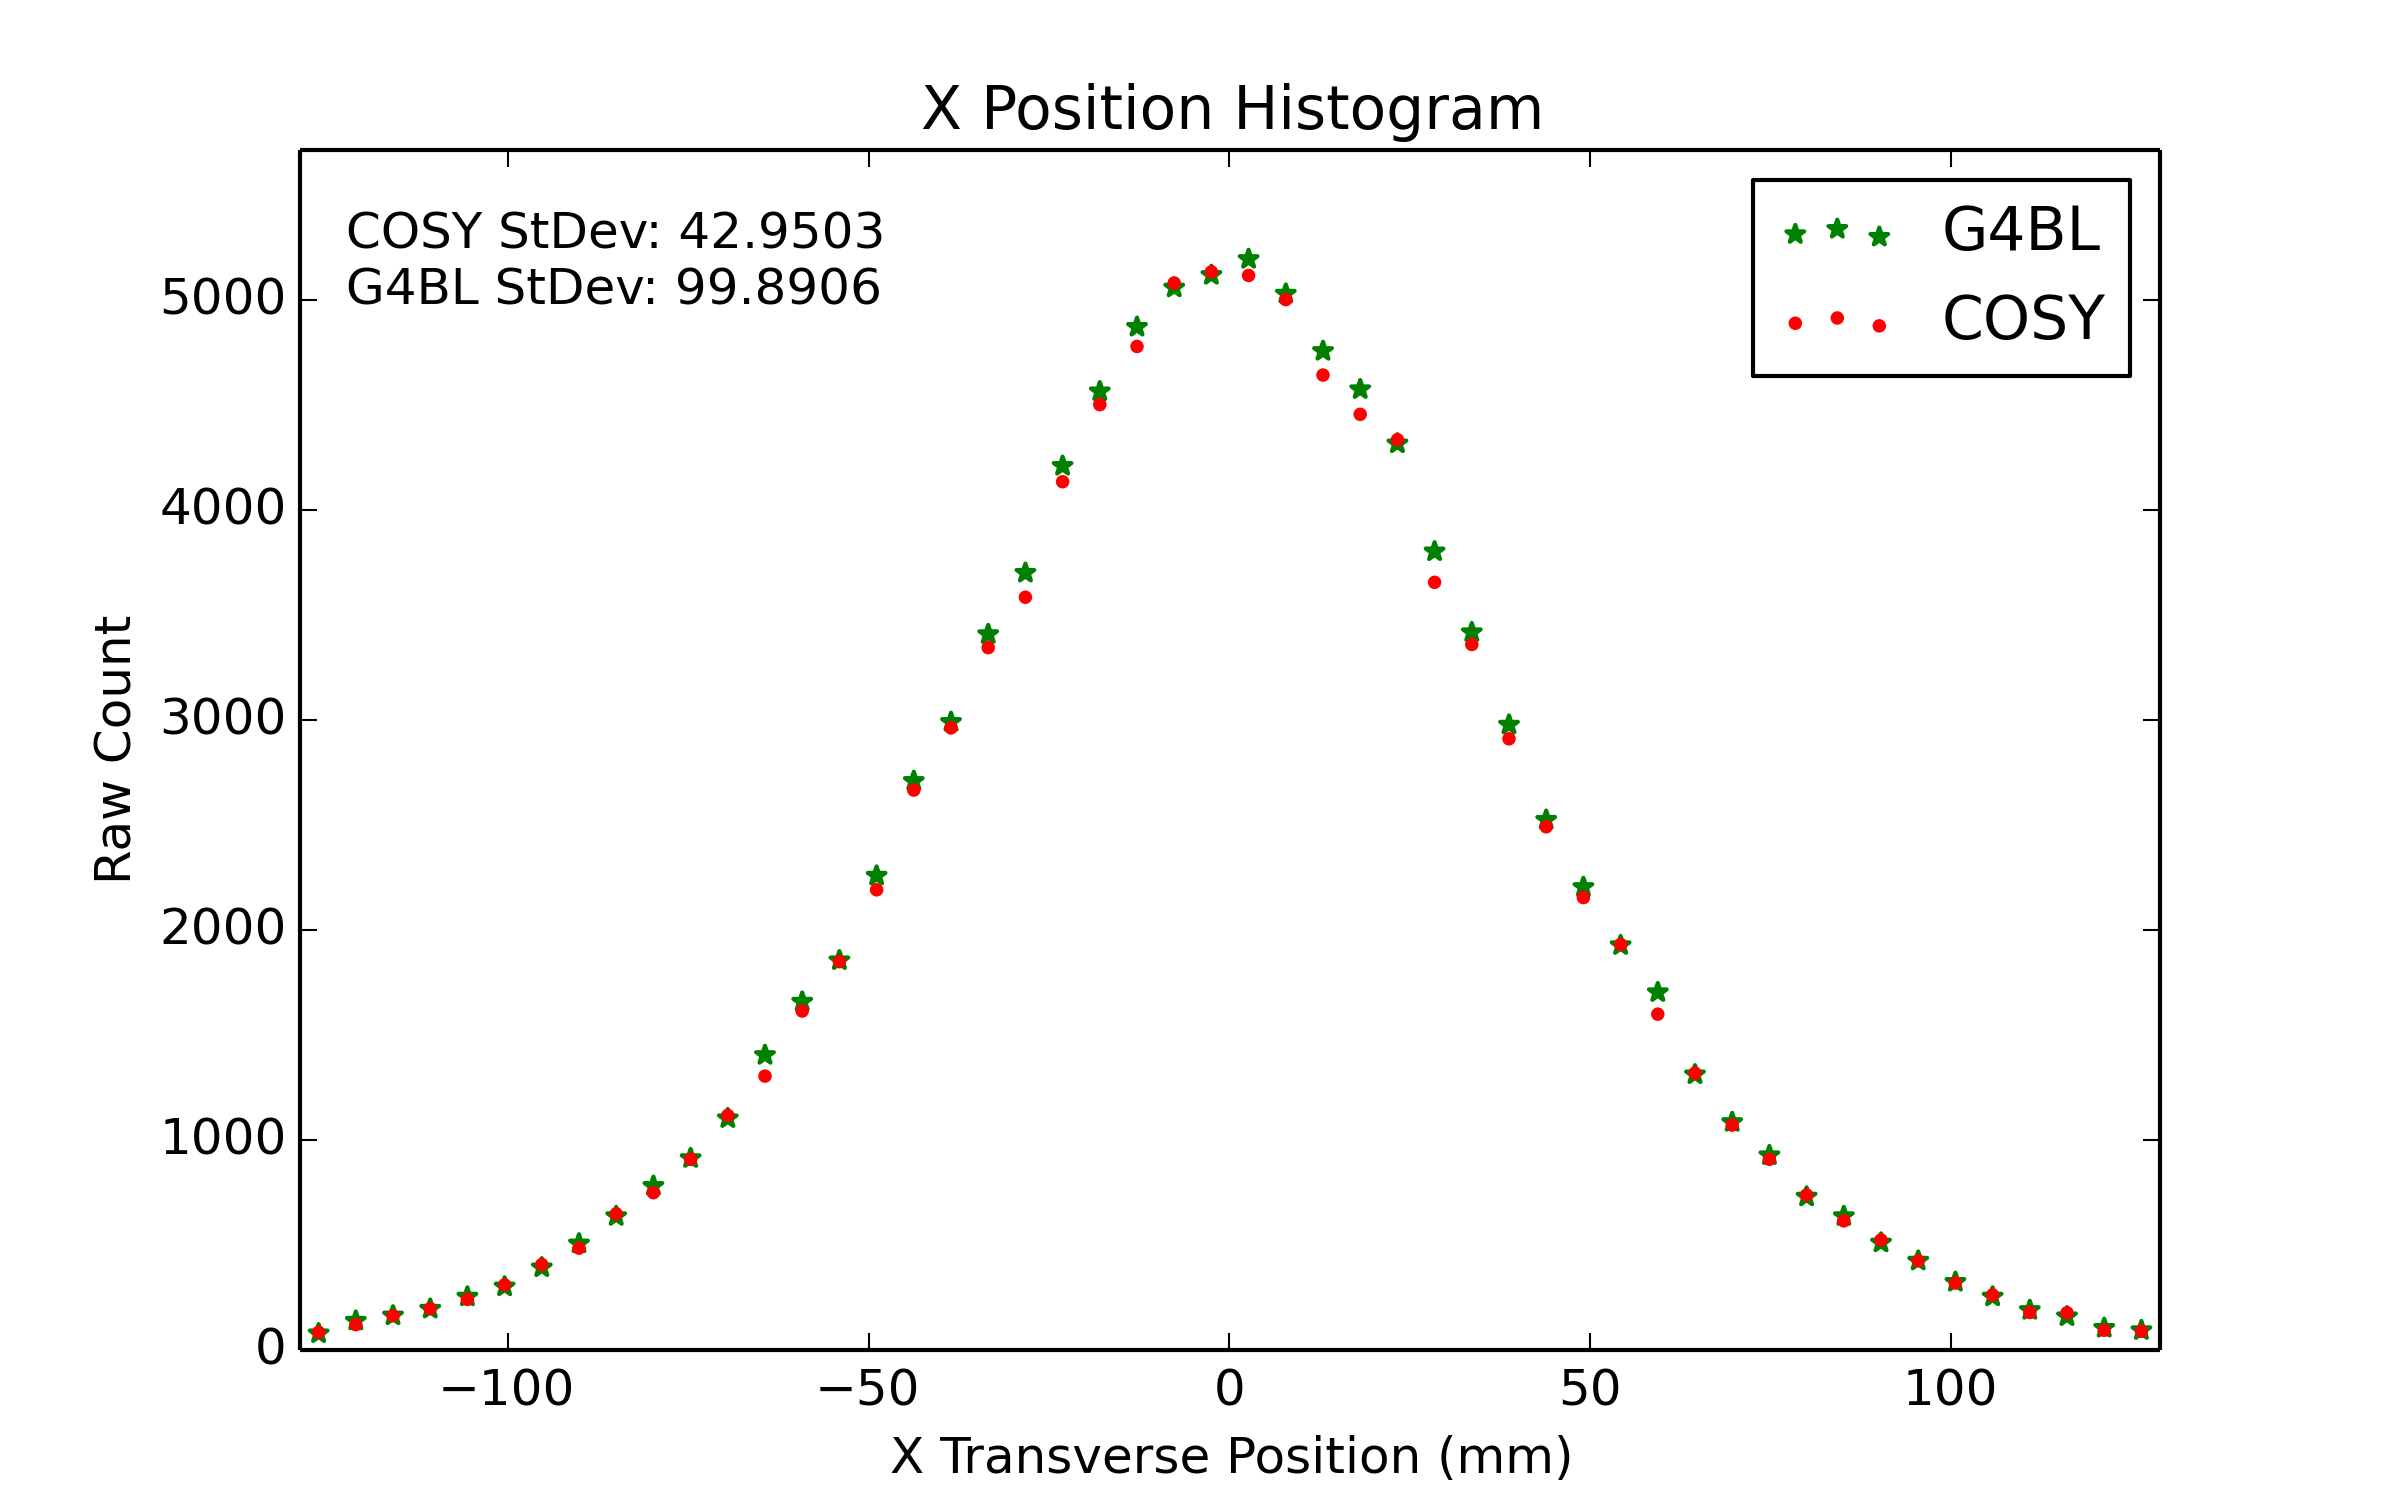 X Position Histogram
COSY StDev: 42.9503
G4BL StDev: 99.8906
G4BL
COSY
5000
4000
3000
2000
1000
0
Raw Count
−100
−50
0
50
100
X Transverse Position (mm)